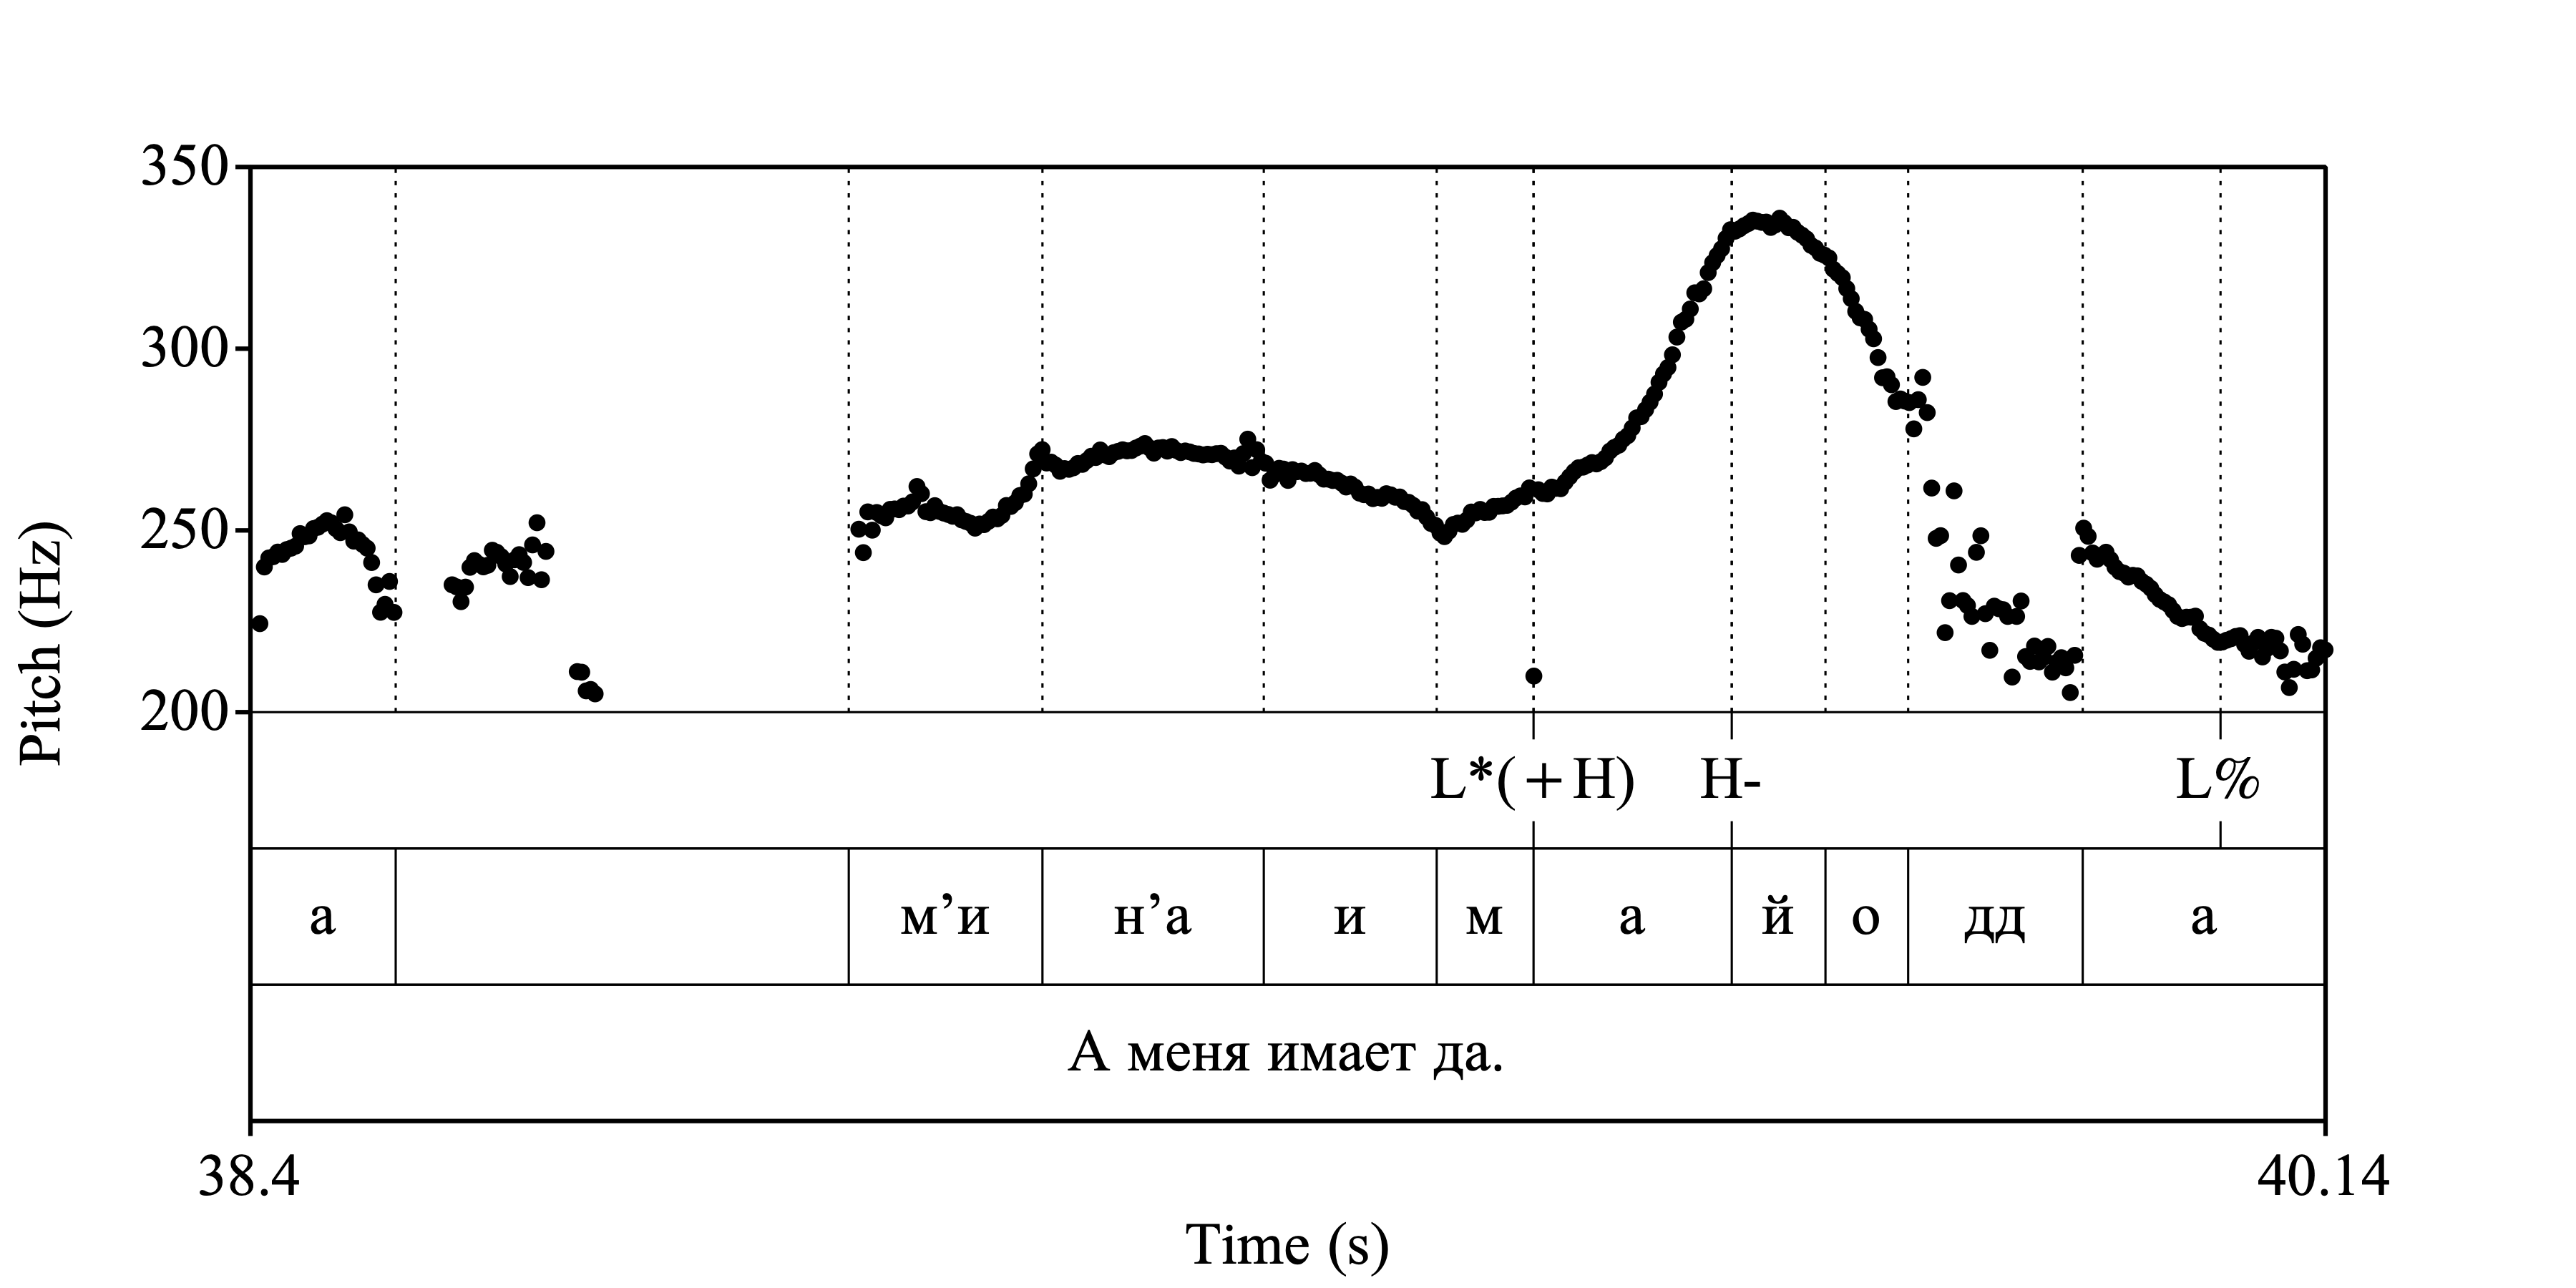 350
300
250
200
Pitch (Hz)
L*(+H) H- L%
а м’и н’а и м а й о дд а
А меня имает да.
38.4 40.14
Time (s)